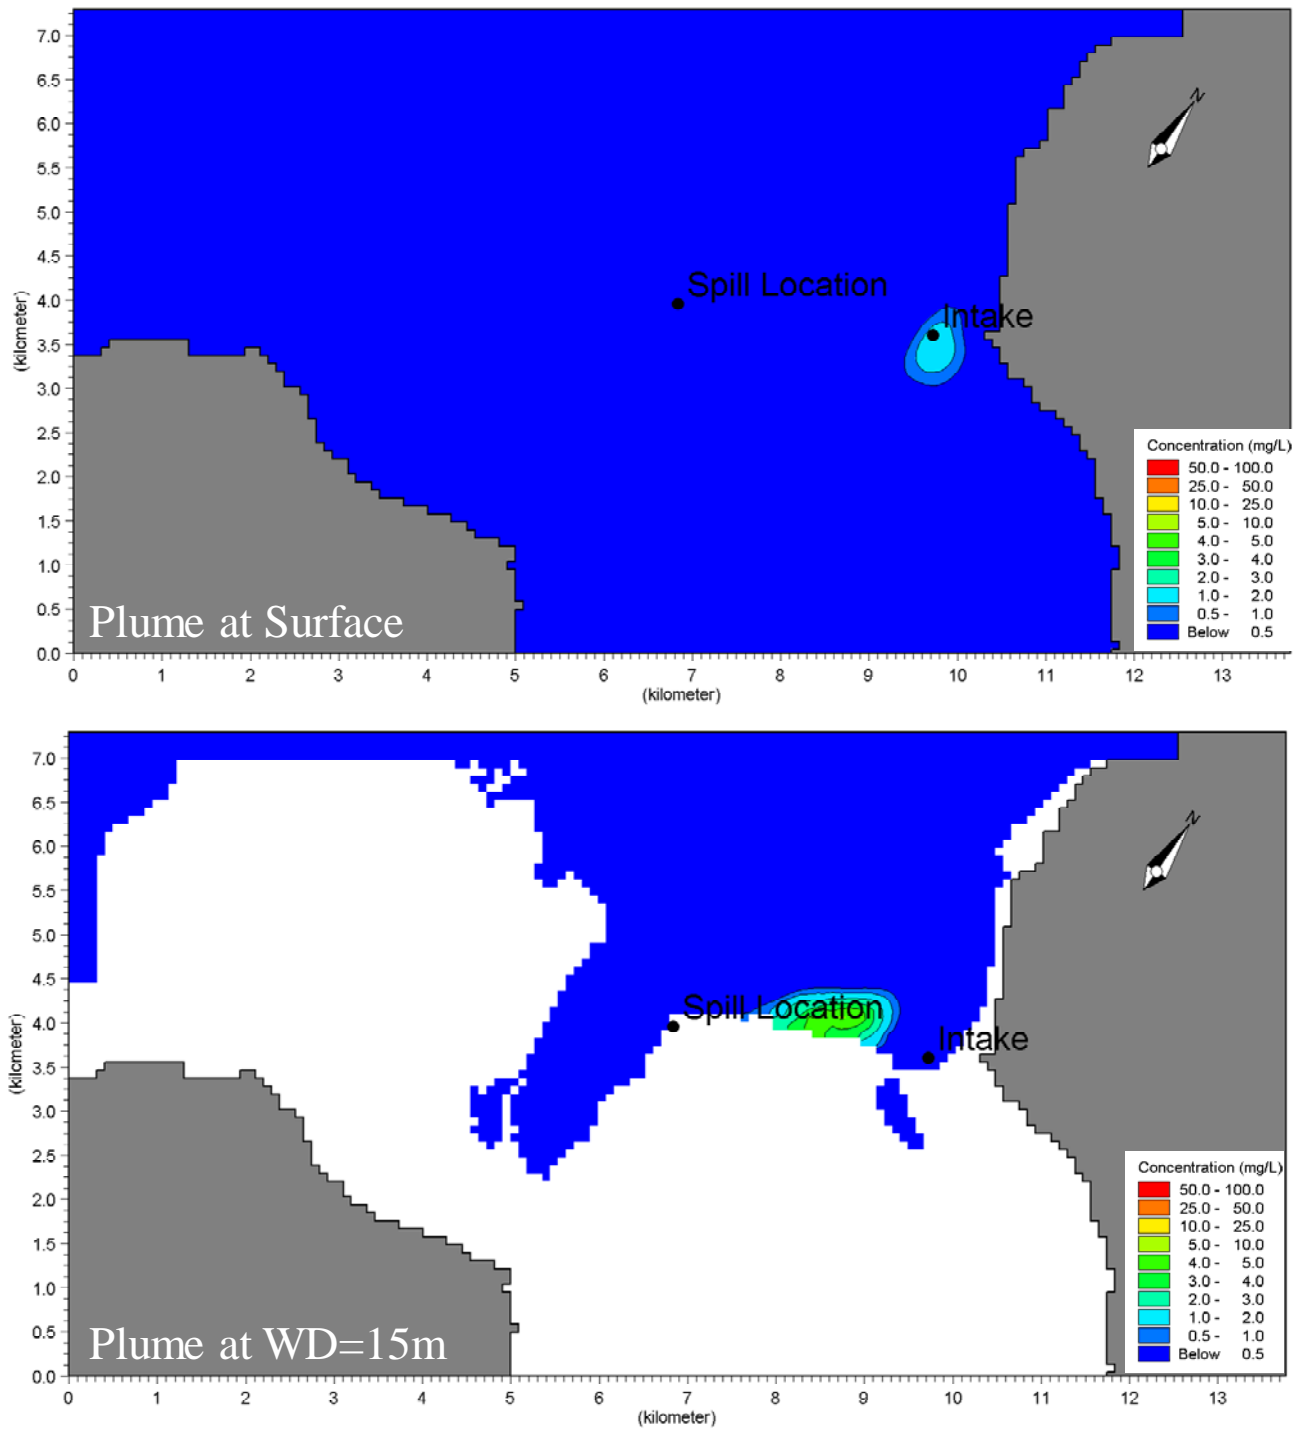 7.0
6.5
6.0
5.5
5.0
4.5
4.0
3.5
3.0
2.5
2.0
1.5
1.0
0.5
0.0
(kilometer)
N
Spill Location
Intake
Concentration (mg/L)
50.0 - 100.0
25.0 - 50.0
10.0 - 25.0
5.0 - 10.0
4.0 - 5.0
3.0 - 4.0
2.0 - 3.0
1.0 - 2.0
0.5 - 1.0
Below 0.5
Plume at Surface
0 1 2 3 4 5 6 7 8 9 10 11 12 13
(kilometer)
7.0
6.5
6.0
5.5
5.0
4.5
4.0
3.5
3.0
2.5
2.0
1.5
1.0
0.5
0.0
(kilometer)
N
Spill Location
Intake
Concentration (mg/L)
50.0 - 100.0
25.0 - 50.0
10.0 - 25.0
5.0 - 10.0
4.0 - 5.0
3.0 - 4.0
2.0 - 3.0
1.0 - 2.0
0.5 - 1.0
Below 0.5
Plume at WD=15m
0 1 2 3 4 5 6 7 8 9 10 11 12 13
(kilometer)